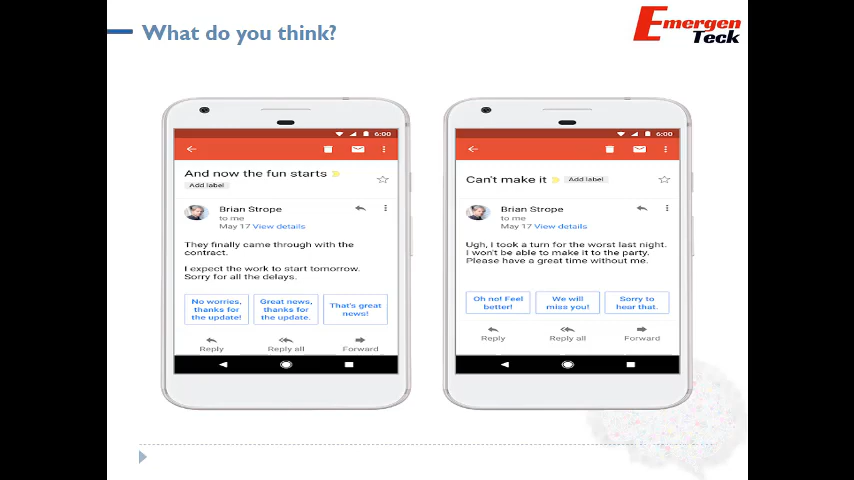 What do you think?
Emergen
Teck
6:00
And now the fun starts
Add label
Brian Strope
to me
May 17 View details
They finally came through with the
contract.
I expect the work to start tomorrow.
Sorry for all the delays.
No worries,
thanks for
the update!
Great news,
thanks for
the update.
That's great
news!
Reply
Reply all
Forward
6:00
Can't make it
Add label
Brian Strope
to me
May 17 View details
Ugh, I took a turn for the worst last night.
I won't be able to make it to the party.
Please have a great time without me.
Oh no! Feel
better!
We will
miss you!
Sorry to
hear that.
Reply
Reply all
Forward